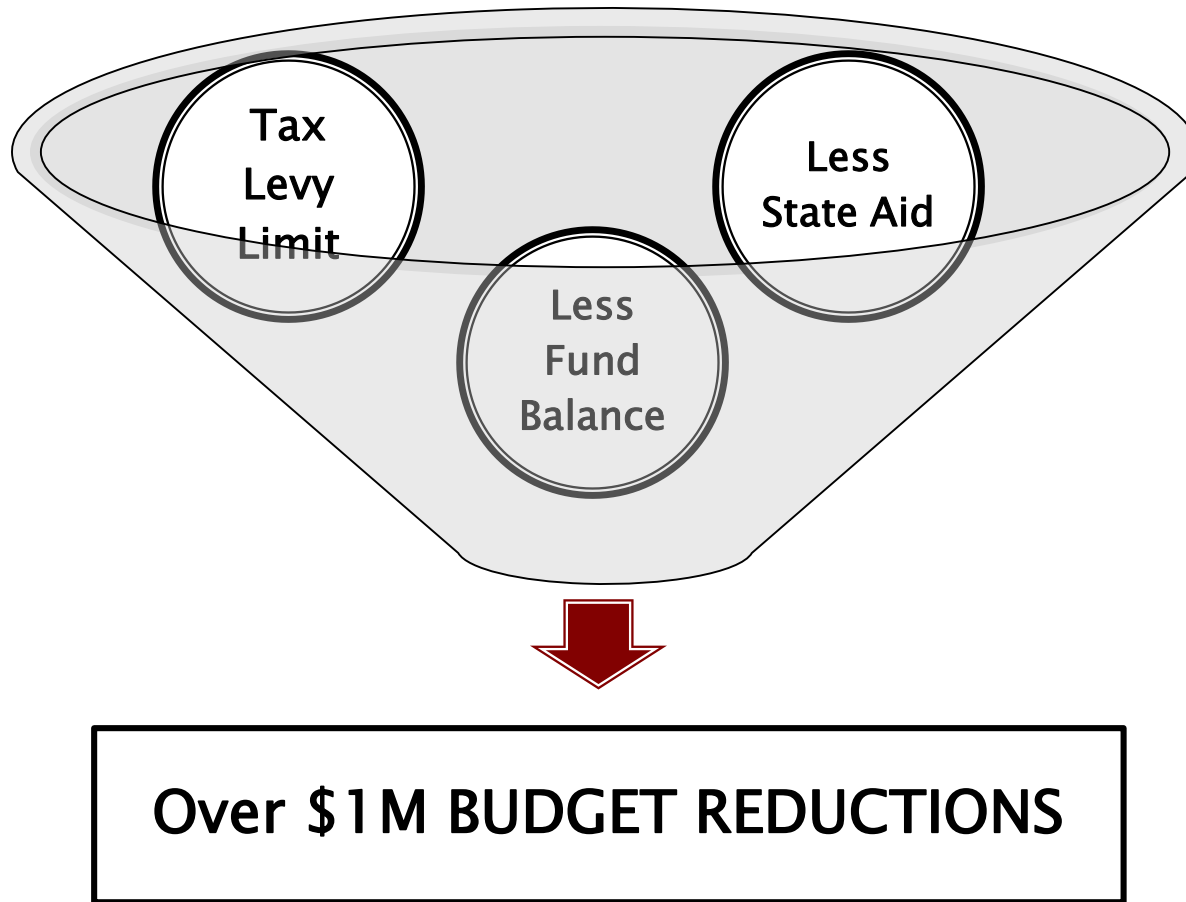 Tax
Levy
Limit
Less
State Aid
Less
Fund
Balance
Over $1M BUDGET REDUCTIONS